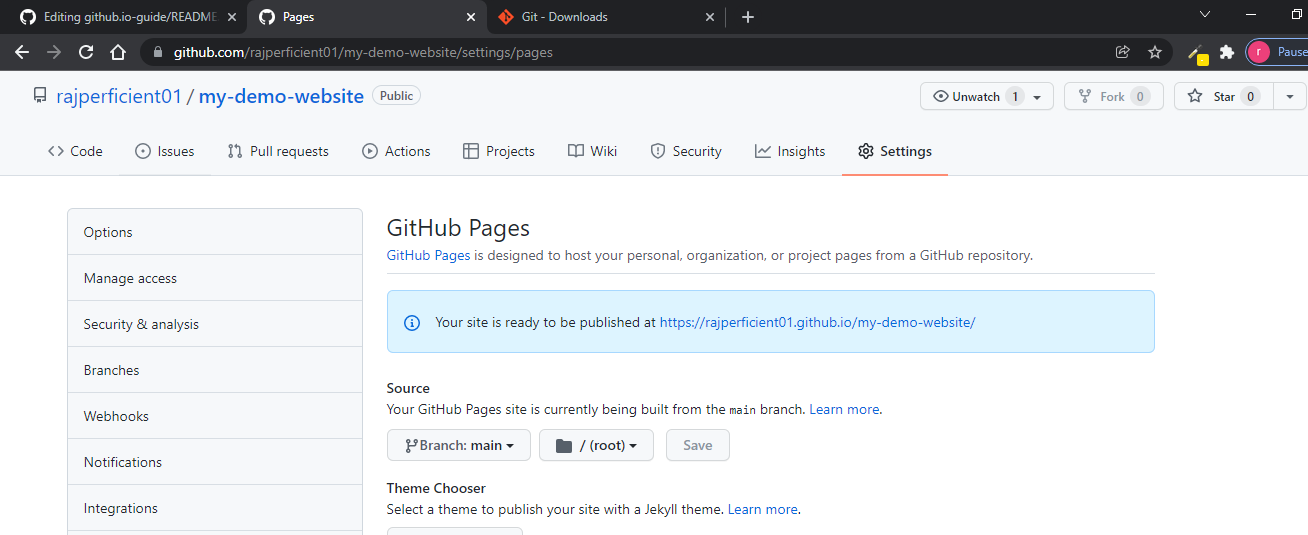 Editing github.io-guide/README
Pages
Git - Downloads
github.com/rajperficient01/my-demo-website/settings/pages
r
Pause
rajperficient01 / my-demo-website Public
Unwatch 1
Fork 0
Star 0
Code
Issues
Pull requests
Actions
Projects
Wiki
Security
Insights
Settings
Options
Manage access
Security & analysis
Branches
Webhooks
Notifications
Integrations
GitHub Pages
GitHub Pages is designed to host your personal, organization, or project pages from a GitHub repository.
Your site is ready to be published at https://rajperficient01.github.io/my-demo-website/
Source
Your GitHub Pages site is currently being built from the main branch. Learn more.
Branch: main
/ (root)
Save
Theme Chooser
Select a theme to publish your site with a Jekyll theme. Learn more.